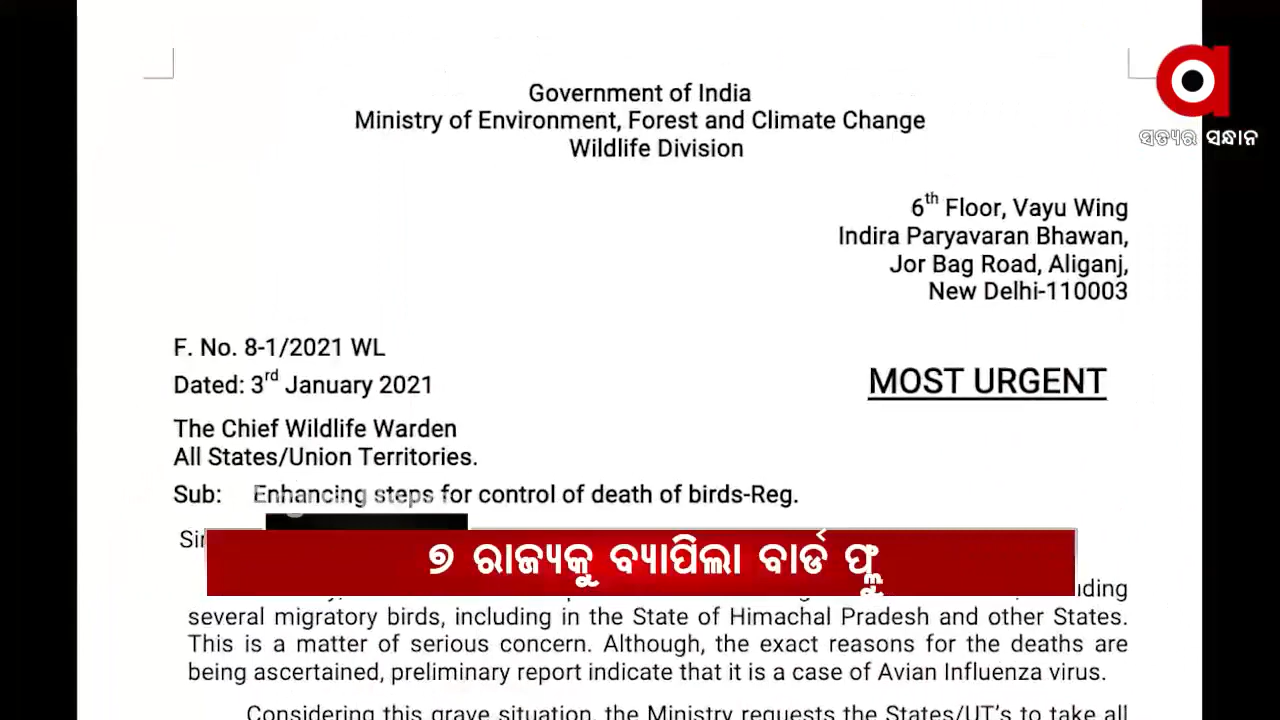 Government of India
Ministry of Environment, Forest and Climate Change
Wildlife Division
ସତ୍ୟର ସନ୍ଧାନ
6th Floor, Vayu Wing
Indira Paryavaran Bhawan,
Jor Bag Road, Aliganj,
New Delhi-110003
F. No. 8-1/2021 WL
Dated: 3rd January 2021
MOST URGENT
The Chief Wildlife Warden
All States/Union Territories.
Sub: Enhancing steps for control of death of birds-Reg.
୭ ରାଜ୍ୟକୁ ବ୍ୟାପିଲା ବାର୍ଡ ଫ୍ଲୁ
several migratory birds, including in the State of Himachal Pradesh and other States.
This is a matter of serious concern. Although, the exact reasons for the deaths are
being ascertained, preliminary report indicate that it is a case of Avian Influenza virus.
Considering this grave situation, the Ministry requests the States/UT's to take all